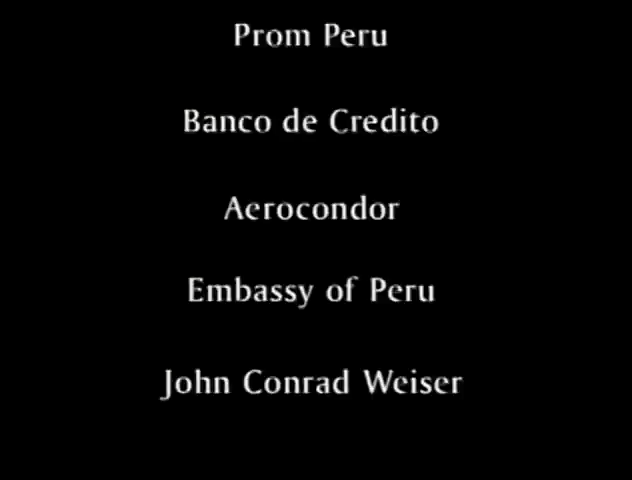 Prom Peru
Banco de Credito
Aerocondor
Embassy of Peru
John Conrad Weiser